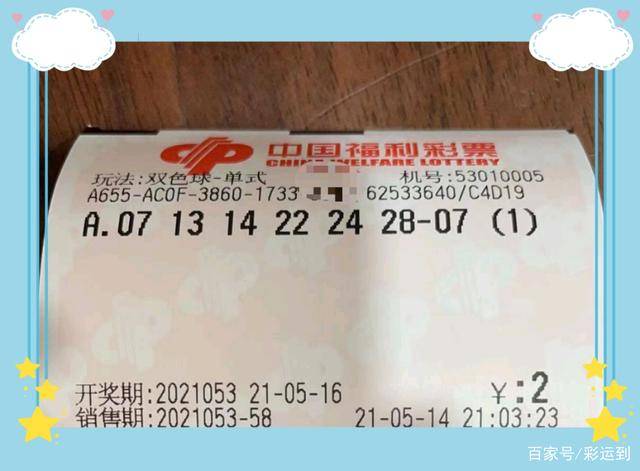 中国福利彩票
CHINA WELFARE LOTTERY
玩法:双色球-单式 机号:53010005
A655-AC0F-3860-1733 62533640/C4D19
A.07 13 14 22 24 28-07 (1)
开奖期:2021053 21-05-16 ¥:2
销售期:2021053-58 21-05-14 21:03:23
百家号/彩运到